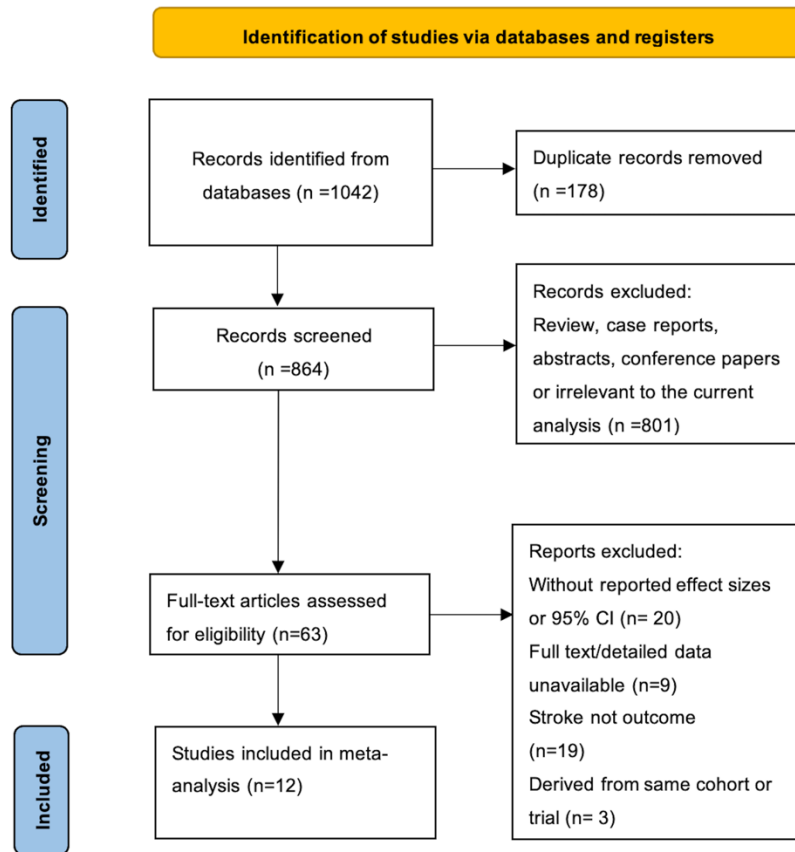 Identification of studies via databases and registers
Identified
Records identified from
databases (n =1042)
Duplicate records removed
(n =178)
Screening
Records screened
(n =864)
Records excluded:
Review, case reports,
abstracts, conference papers
or irrelevant to the current
analysis (n =801)
Full-text articles assessed
for eligibility (n=63)
Reports excluded:
Without reported effect sizes
or 95% CI (n= 20)
Full text/detailed data
unavailable (n=9)
Stroke not outcome
(n=19)
Derived from same cohort or
trial (n= 3)
Included
Studies included in meta-
analysis (n=12)